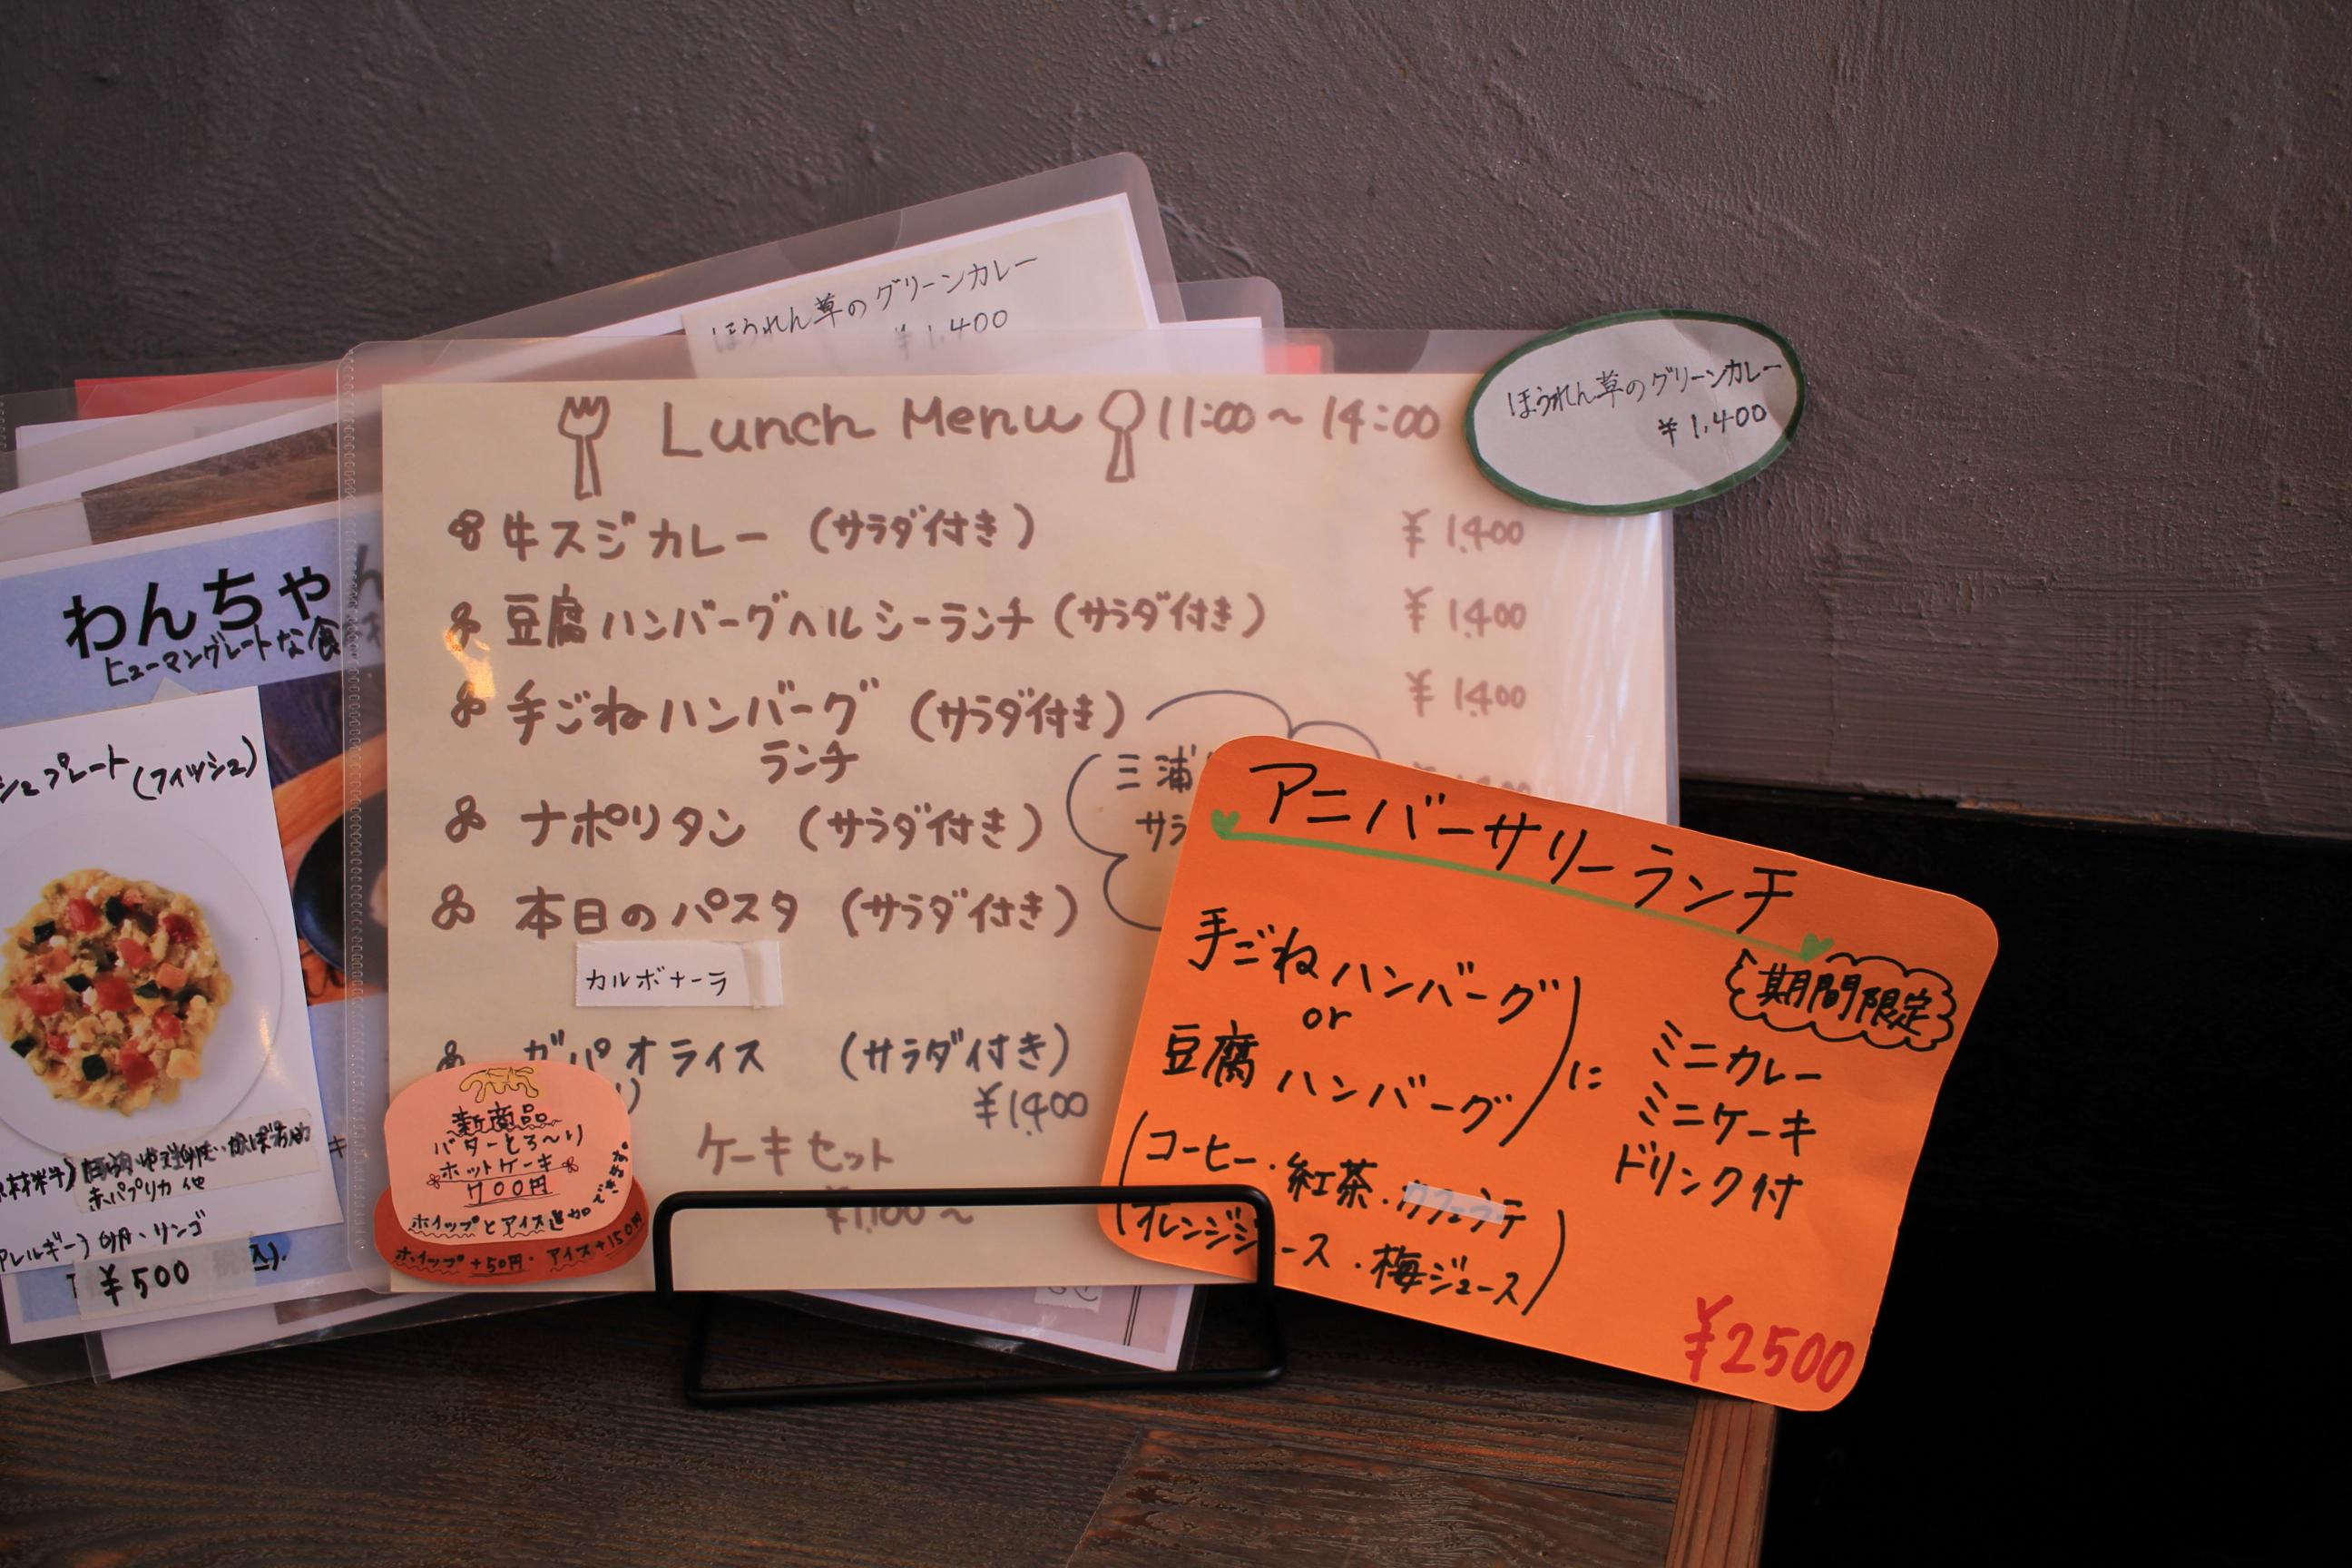 ほうれん草のグリーンカレー
¥1,400
ほうれん草のグリーンカレー
¥1,400
Lunch Menu 11:00~14:00
牛スジカレー (サラダ付き) ¥1,400
豆腐ハンバーグヘルシーランチ (サラダ付き) ¥1,400
手ごねハンバーグ (サラダ付き) ¥1,400
ランチ
三浦
サラ
ナポリタン (サラダ付き)
本日のパスタ (サラダ付き)
カルボナーラ
ガパオライス (サラダ付き)
¥1,400
ケーキセット
¥1,100~
新商品
バターとろ〜り
ホットケーキ
700円
ホイップとアイス追加
できます。
ホイップ+50円・アイス+150円
アニバーサリーランチ
期間限定
手ごねハンバーグ
or
豆腐ハンバーグ
に
ミニカレー
ミニケーキ
ドリンク付
(コーヒー・紅茶・
オレンジジュース・梅ジュース)
¥2500
わんちゃん
ヒューマングレートな食
シュプレート(フィッシュ)
赤パプリカ 他
アレルギー) 卵・リンゴ
¥500